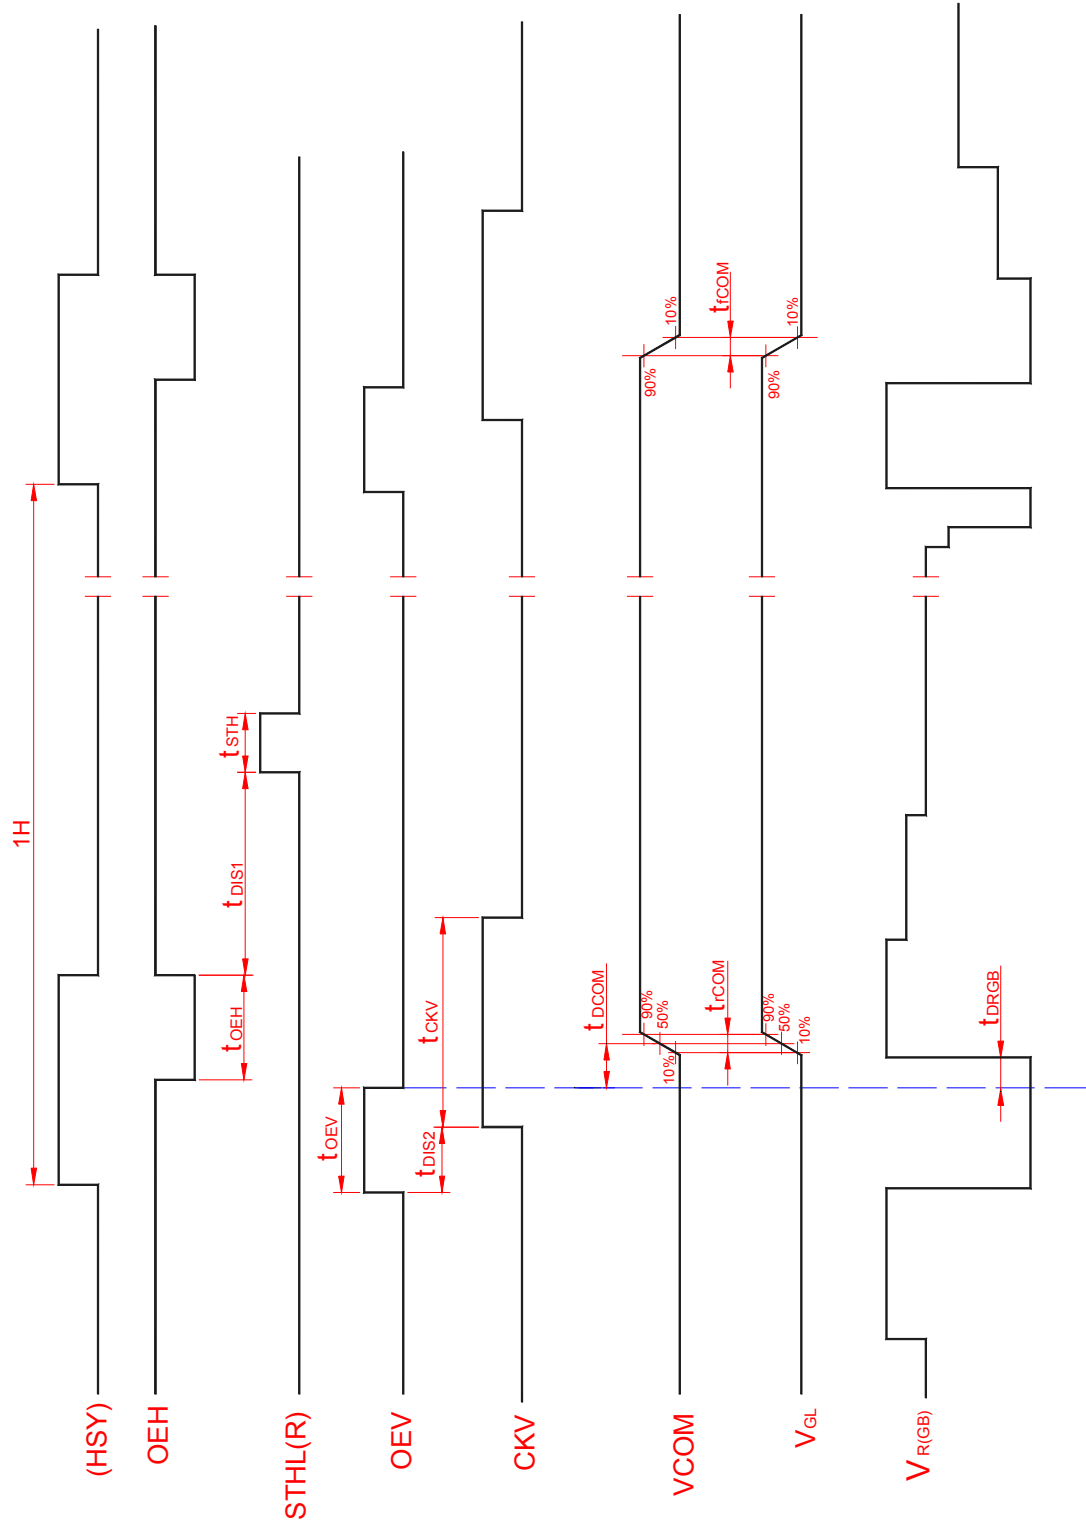 (HSY)
1H
OEH
tOEH
tDIS1
tSTH
STHL(R)
OEV
tOEV
CKV
tDIS2
tCKV
VCOM
tDCOM
10%
50%
90%
90%
10%
trCOM
tfCOM
VGL
10%
50%
90%
90%
10%
VR(GB)
tDRGB